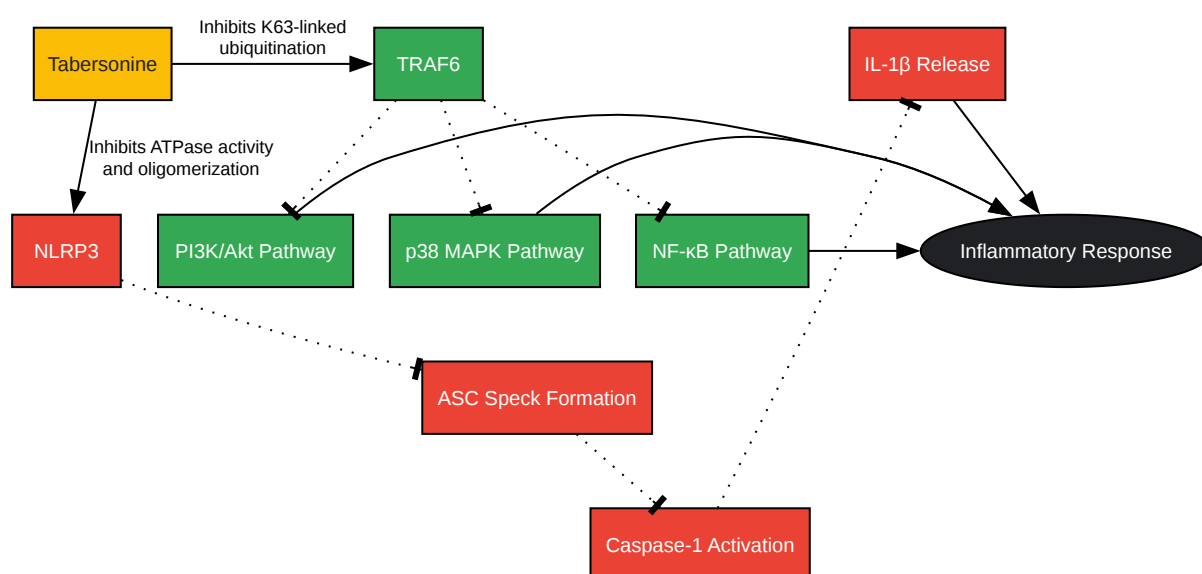 Inhibits K63-linked
ubiquitination
Tabersonine
TRAF6
IL-1β Release
Inhibits ATPase activity
and oligomerization
NLRP3
PI3K/Akt Pathway
p38 MAPK Pathway
NF-κB Pathway
Inflammatory Response
ASC Speck Formation
Caspase-1 Activation